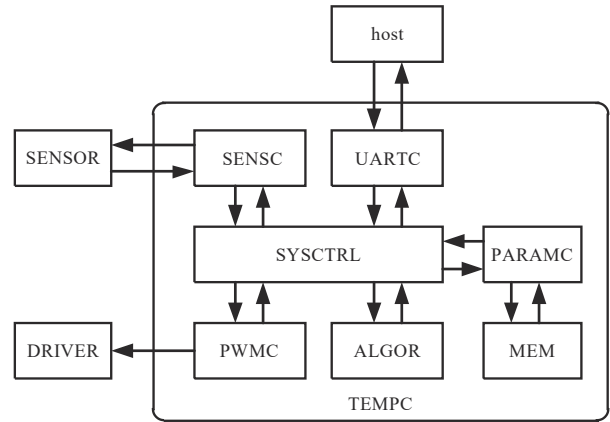 host
SENSOR
SENSC
UARTC
SYSCTRL
PARAMC
DRIVER
PWMC
ALGOR
MEM
TEMPC